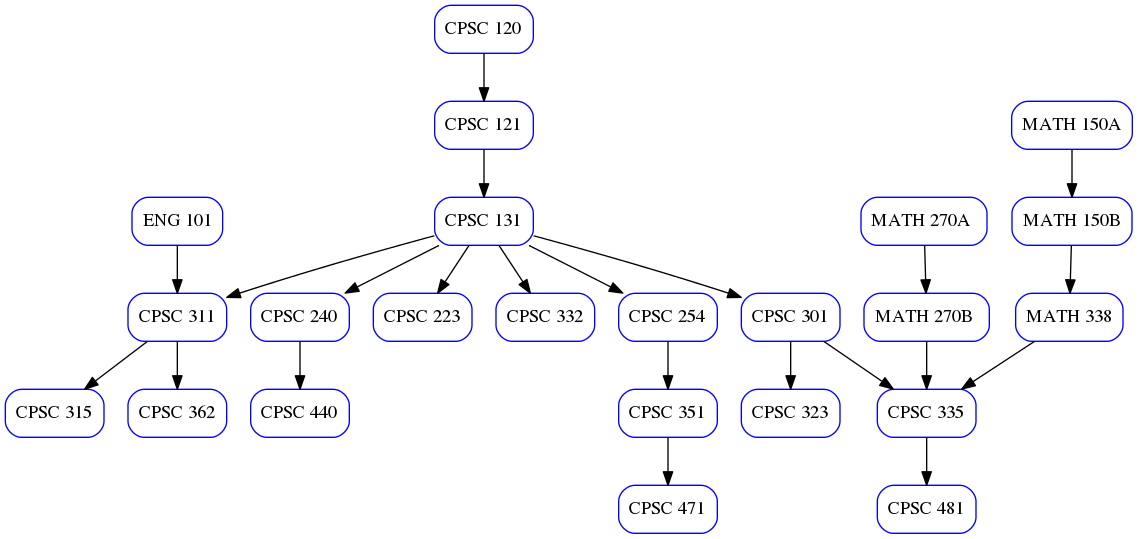 CPSC 120
CPSC 121
MATH 150A
ENG 101
CPSC 131
MATH 270A
MATH 150B
CPSC 311
CPSC 240
CPSC 223
CPSC 332
CPSC 254
CPSC 301
MATH 270B
MATH 338
CPSC 315
CPSC 362
CPSC 440
CPSC 351
CPSC 323
CPSC 335
CPSC 471
CPSC 481